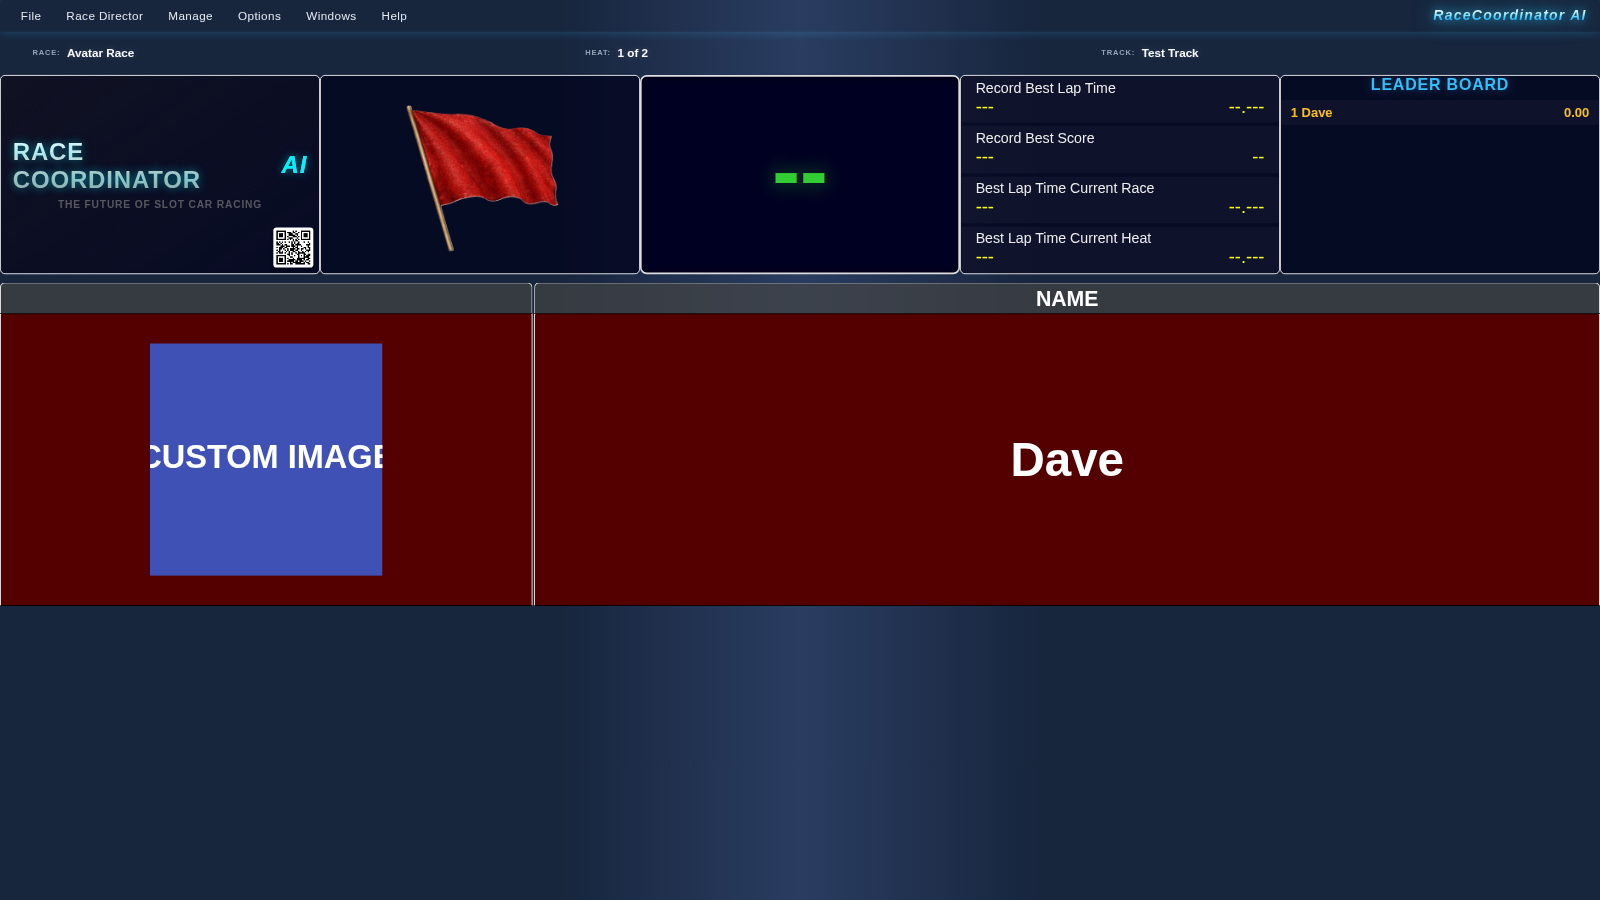 File Race Director Manage Options Windows Help RaceCoordinator AI
RACE: Avatar Race HEAT: 1 of 2 TRACK: Test Track
RACE
COORDINATOR
AI
THE FUTURE OF SLOT CAR RACING
--
Record Best Lap Time
--- --.---
Record Best Score
--- --
Best Lap Time Current Race
--- --.---
Best Lap Time Current Heat
--- --.---
LEADER BOARD
1 Dave 0.00
NAME
CUSTOM IMAGE
Dave